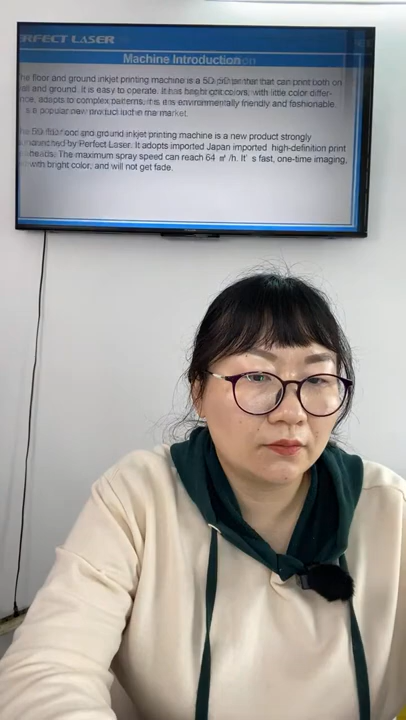 RFECT LASER
Machine Introduction
he floor and ground inkjet printing machine is a 5D printer that can print both on
all and ground. It is easy to operate. It has bright colors, with little color differ-
nce, adapts to complex patterns, it is environmentally friendly and fashionable.
s a popular new product in the market.
5D floor and ground inkjet printing machine is a new product strongly
by Perfect Laser. It adopts imported Japan imported high-definition print
heads. The maximum spray speed can reach 64 ㎡/h. It's fast, one-time imaging,
with bright color, and will not get fade.